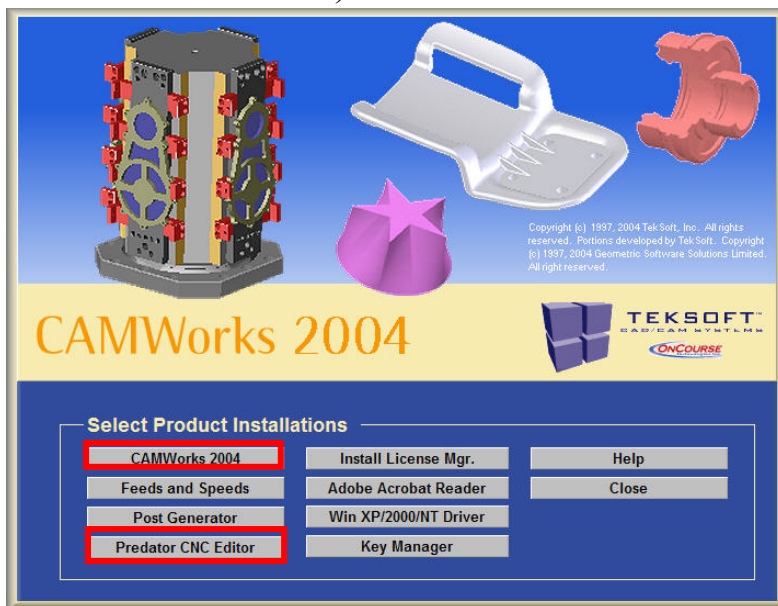 Copyright (c) 1997, 2004 TekSoft, Inc. All rights
reserved. Portions developed by TekSoft. Copyright
(c) 1997, 2004 Geometric Software Solutions Limited.
All right reserved.
CAMWorks 2004
TEKSOFT™
CAD/CAM SYSTEMS
ONCOURSE
Select Product Installations
CAMWorks 2004
Install License Mgr.
Help
Feeds and Speeds
Adobe Acrobat Reader
Close
Post Generator
Win XP/2000/NT Driver
Predator CNC Editor
Key Manager